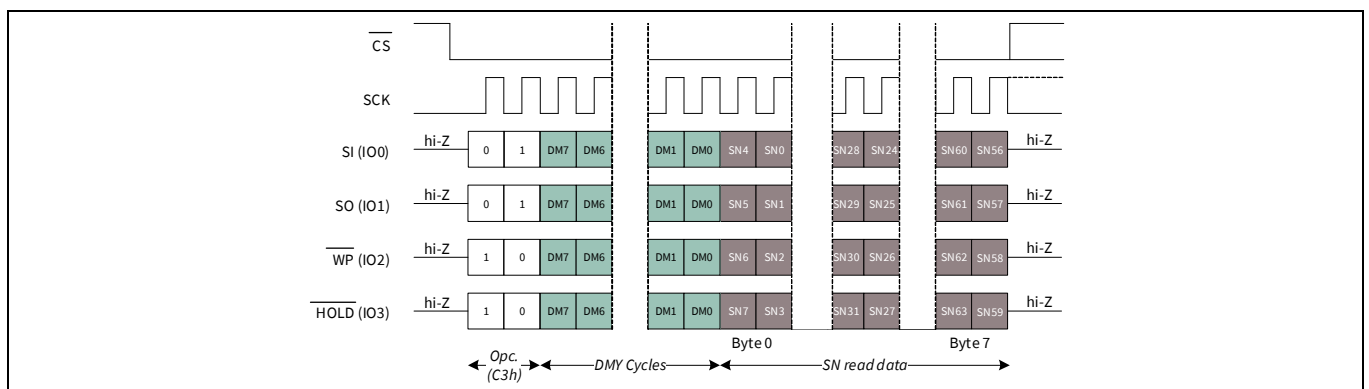 CS
SCK
SI (IO0) hi-Z 0 1 DM7 DM6 DM1 DM0 SN4 SN0 SN28 SN24 SN60 SN56 hi-Z
SO (IO1) hi-Z 0 1 DM7 DM6 DM1 DM0 SN5 SN1 SN29 SN25 SN61 SN57 hi-Z
WP (IO2) hi-Z 1 0 DM7 DM6 DM1 DM0 SN6 SN2 SN30 SN26 SN62 SN58 hi-Z
HOLD (IO3) hi-Z 1 0 DM7 DM6 DM1 DM0 SN7 SN3 SN31 SN27 SN63 SN59 hi-Z
Byte 0 Byte 7
Opc. (C3h) DMY Cycles SN read data